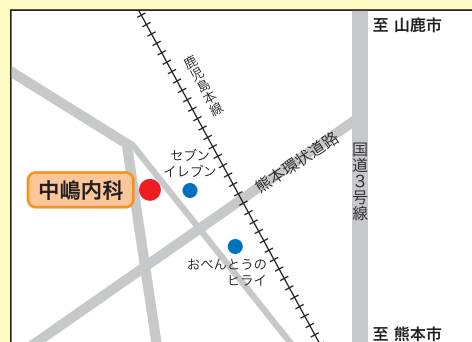 至 山鹿市
鹿児島本線
セブン
イレブン
熊本環状道路
国道3号線
中嶋内科
おべんとうの
ヒライ
至 熊本市